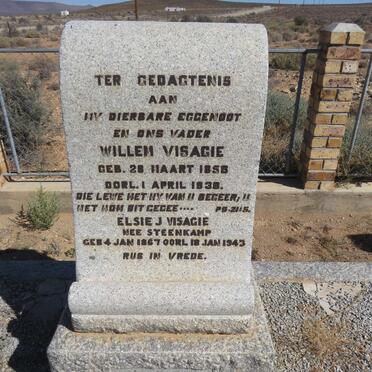 TER GEDAGTENIS
AAN
MY DIERBARE EGGENOOT
EN ONS VADER
WILLEM VISAGIE
GEB. 28 MAART 1858
OORL. 1 APRIL 1938.
DIE LEWE HET HY VAN U BEGEER, U
HET HOM DIT GEGEE.... PS. 21:5.
ELSIE J VISAGIE
NEE STEENKAMP
GEB 4 JAN 1867 OORL 18 JAN 1943
RUS IN VREDE.